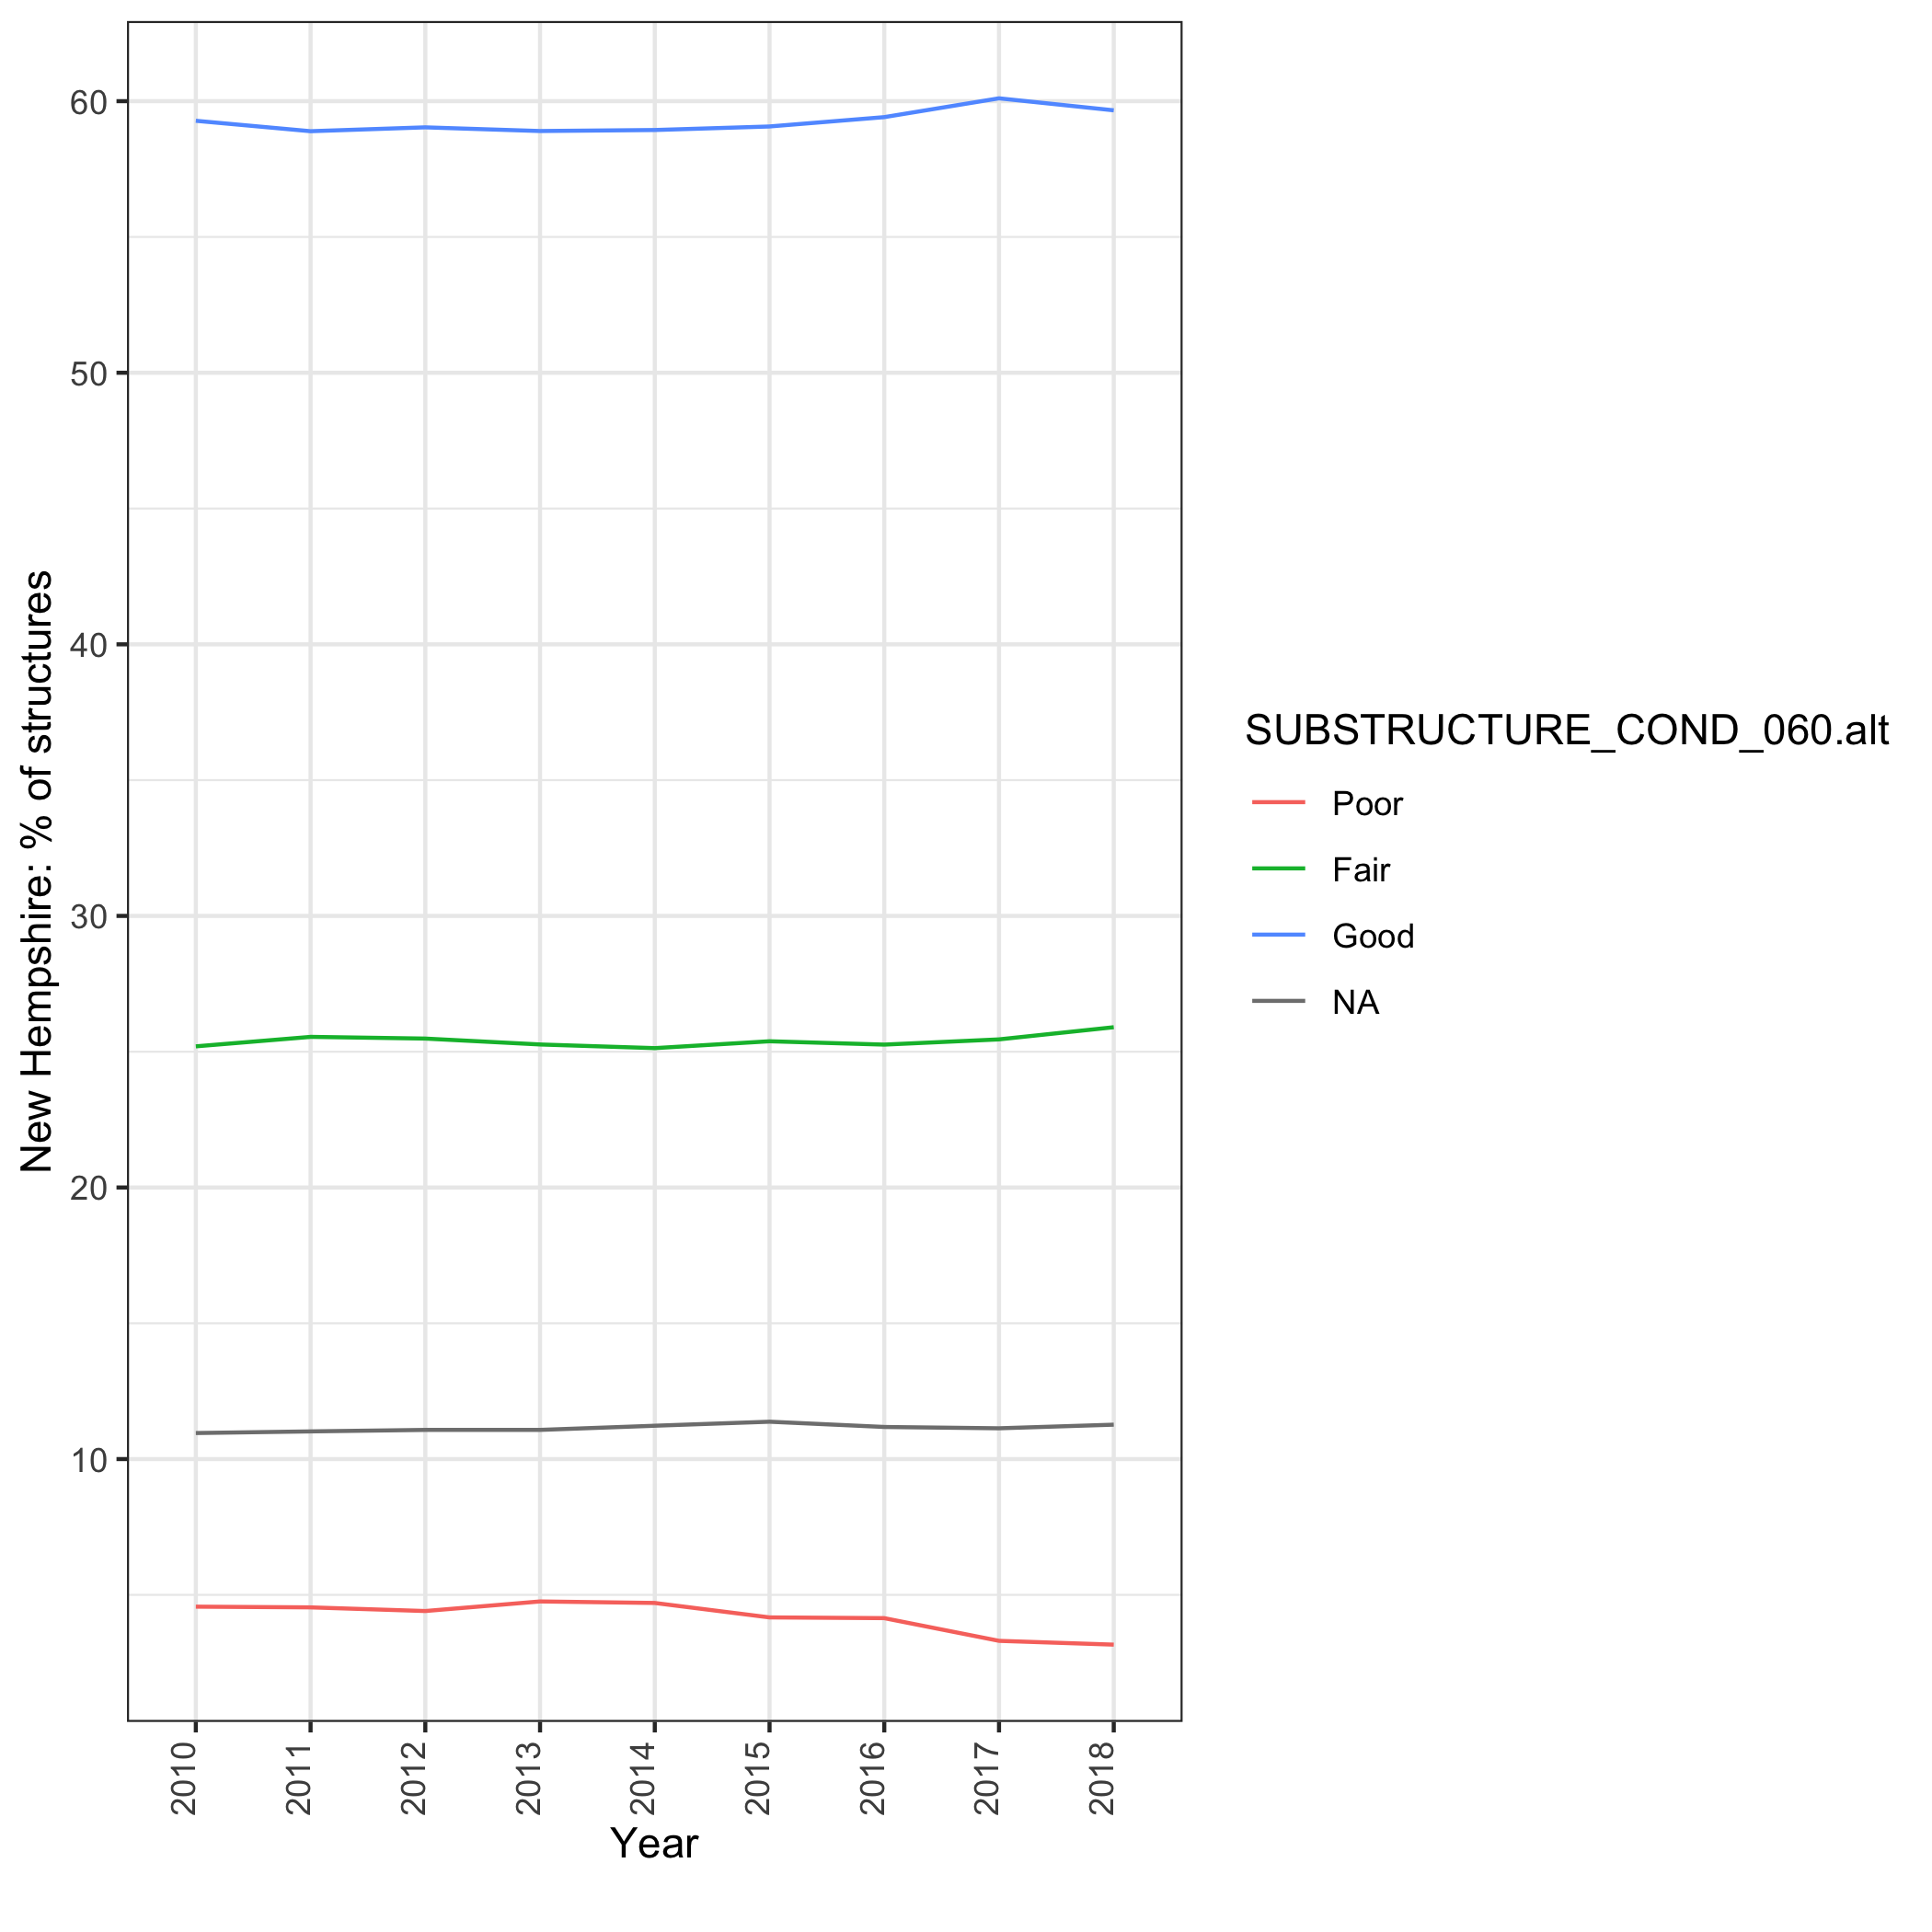 New Hempshire: % of structures
60
50
40
30
20
10
2010
2011
2012
2013
2014
2015
2016
2017
2018
Year
SUBSTRUCTURE_COND_060.alt
Poor
Fair
Good
NA